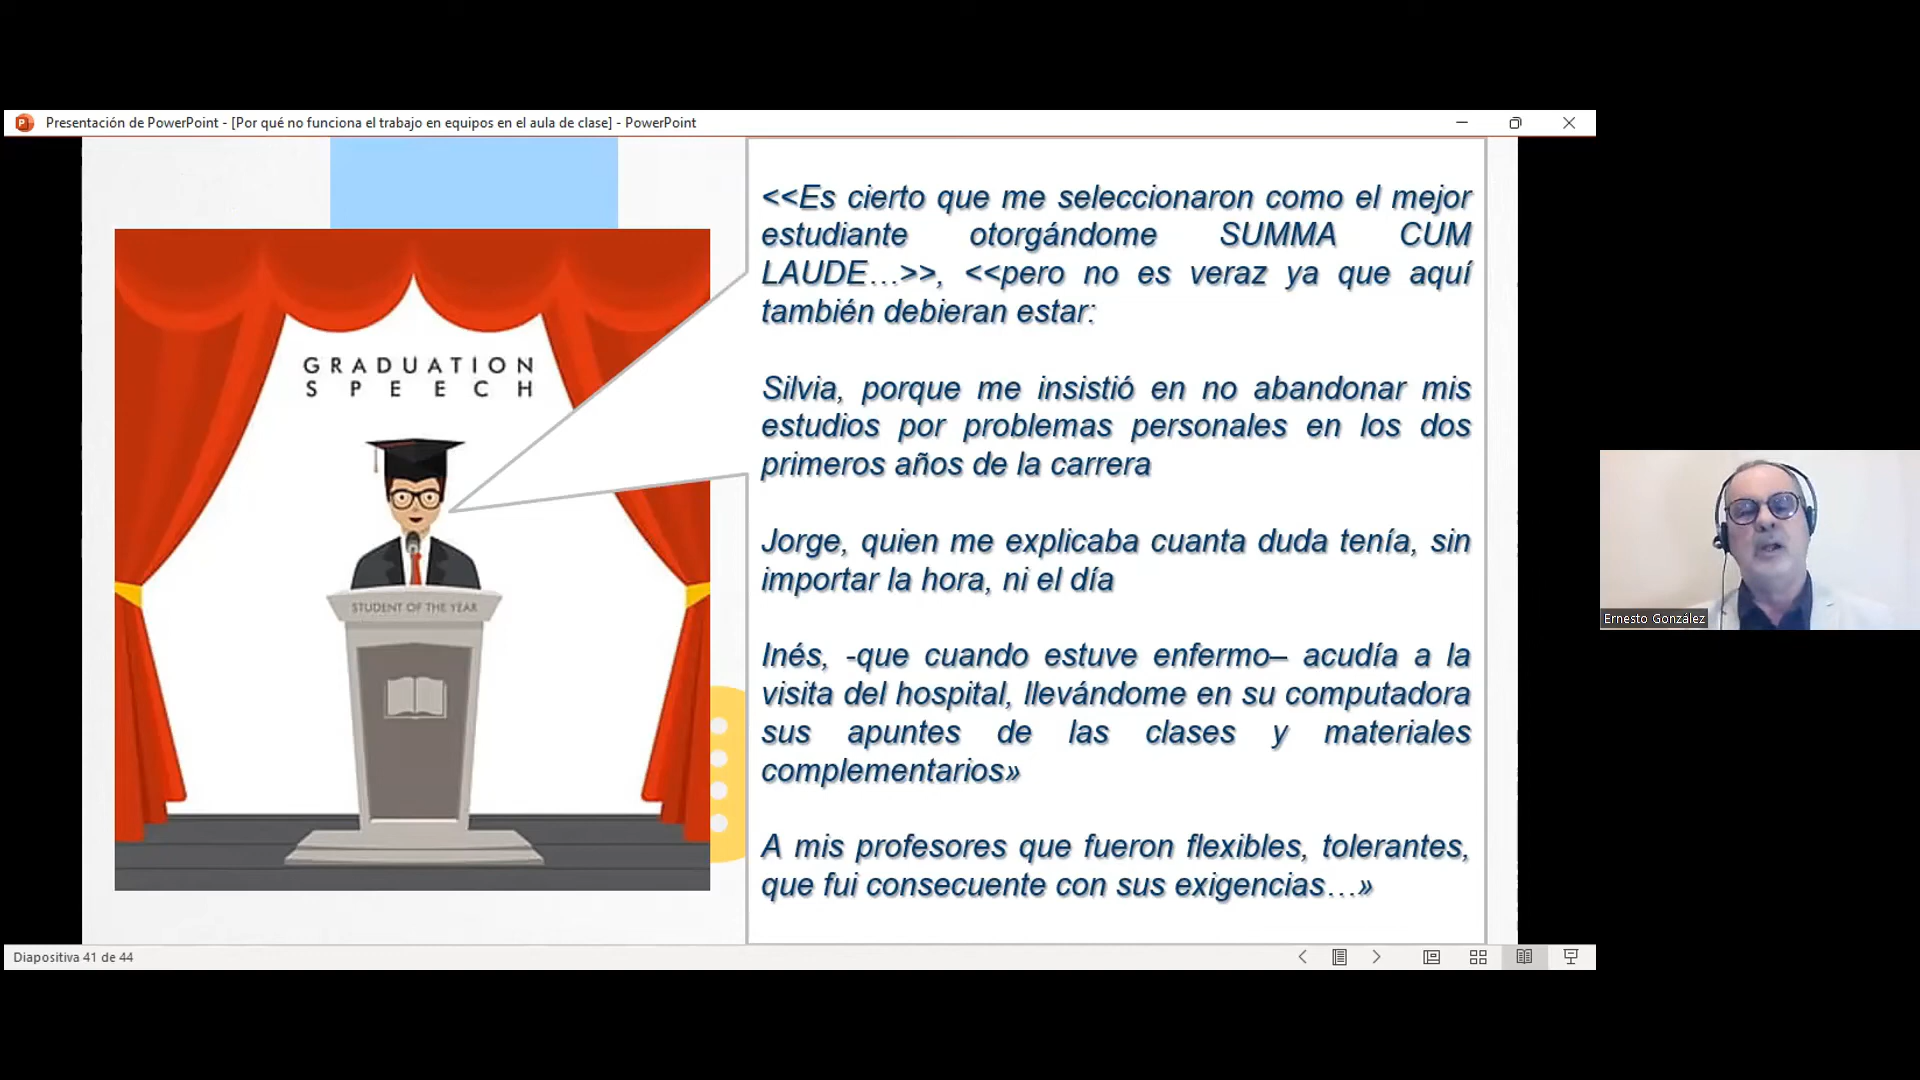 Presentación de PowerPoint - [Por qué no funciona el trabajo en equipos en el aula de clase] - PowerPoint
GRADUATION
SPEECH
STUDENT OF THE YEAR
<<Es cierto que me seleccionaron como el mejor
estudiante otorgándome SUMMA CUM
LAUDE…>>, <<pero no es veraz ya que aquí
también debieran estar:
Silvia, porque me insistió en no abandonar mis
estudios por problemas personales en los dos
primeros años de la carrera
Jorge, quien me explicaba cuanta duda tenía, sin
importar la hora, ni el día
Inés, -que cuando estuve enfermo– acudía a la
visita del hospital, llevándome en su computadora
sus apuntes de las clases y materiales
complementarios»
A mis profesores que fueron flexibles, tolerantes,
que fui consecuente con sus exigencias…»
Ernesto González
Diapositiva 41 de 44